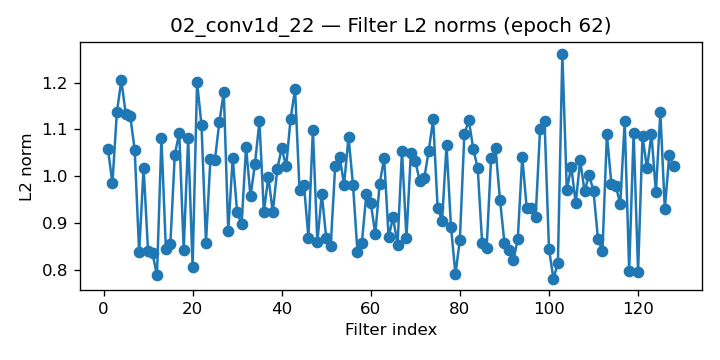 02_conv1d_22 — Filter L2 norms (epoch 62)
L2 norm
1.2
1.1
1.0
0.9
0.8
0 20 40 60 80 100 120
Filter index